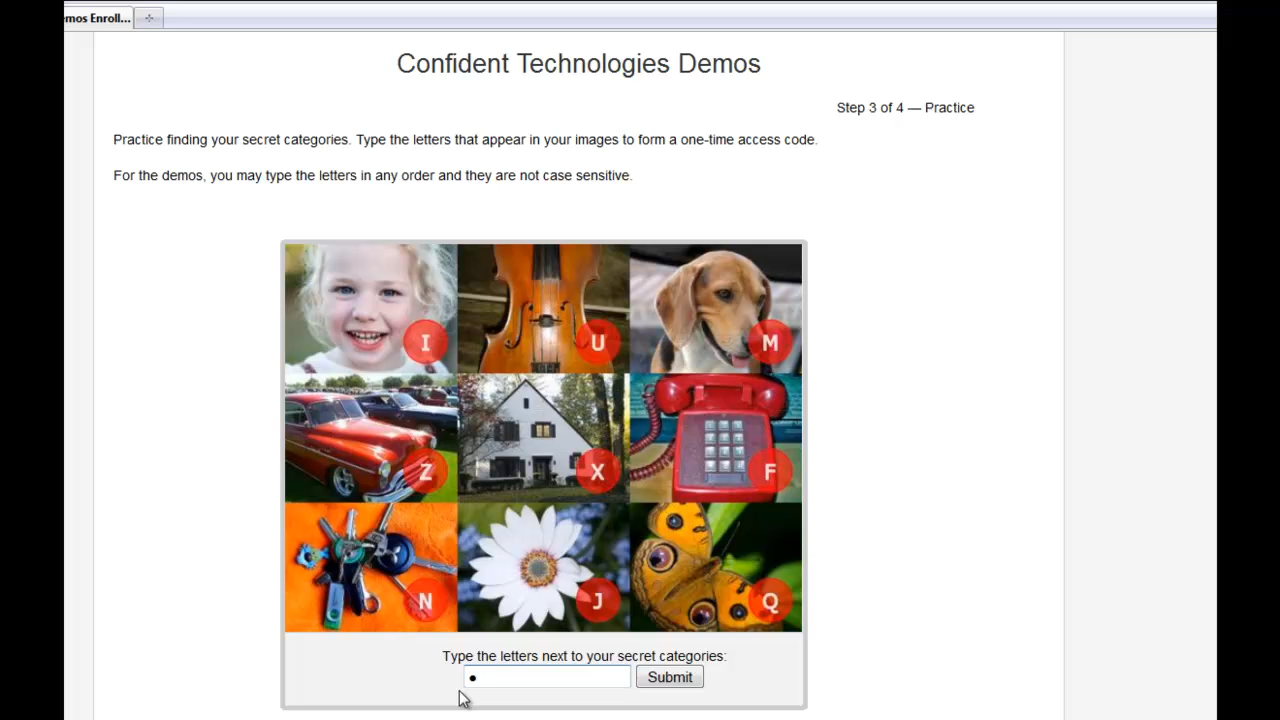 emos Enroll...
Confident Technologies Demos
Step 3 of 4 — Practice
Practice finding your secret categories. Type the letters that appear in your images to form a one-time access code.
For the demos, you may type the letters in any order and they are not case sensitive.
I U M
Z X F
N J Q
Type the letters next to your secret categories:
Submit